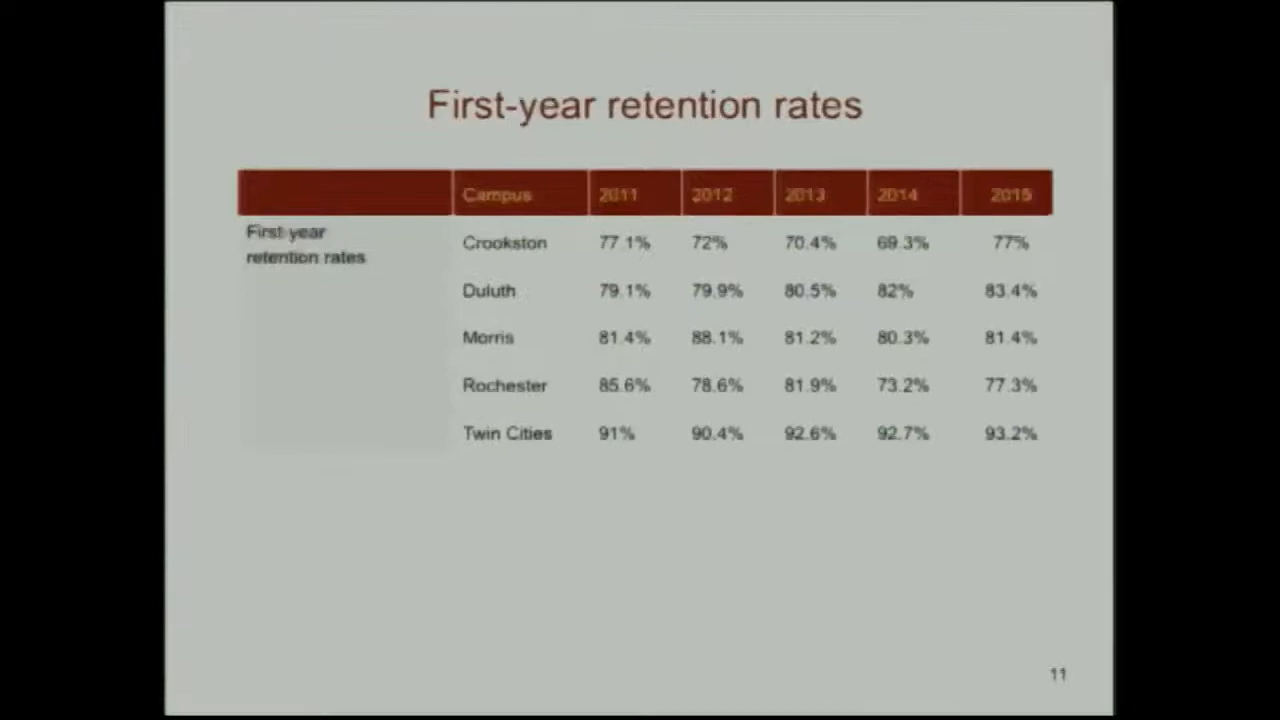 First-year retention rates
Campus 2011 2012 2013 2014 2015
First-year
retention rates
Crookston 77.1% 72% 70.4% 69.3% 77%
Duluth 79.1% 79.9% 80.5% 82% 83.4%
Morris 81.4% 88.1% 81.2% 80.3% 81.4%
Rochester 85.6% 78.6% 81.9% 73.2% 77.3%
Twin Cities 91% 90.4% 92.6% 92.7% 93.2%
11